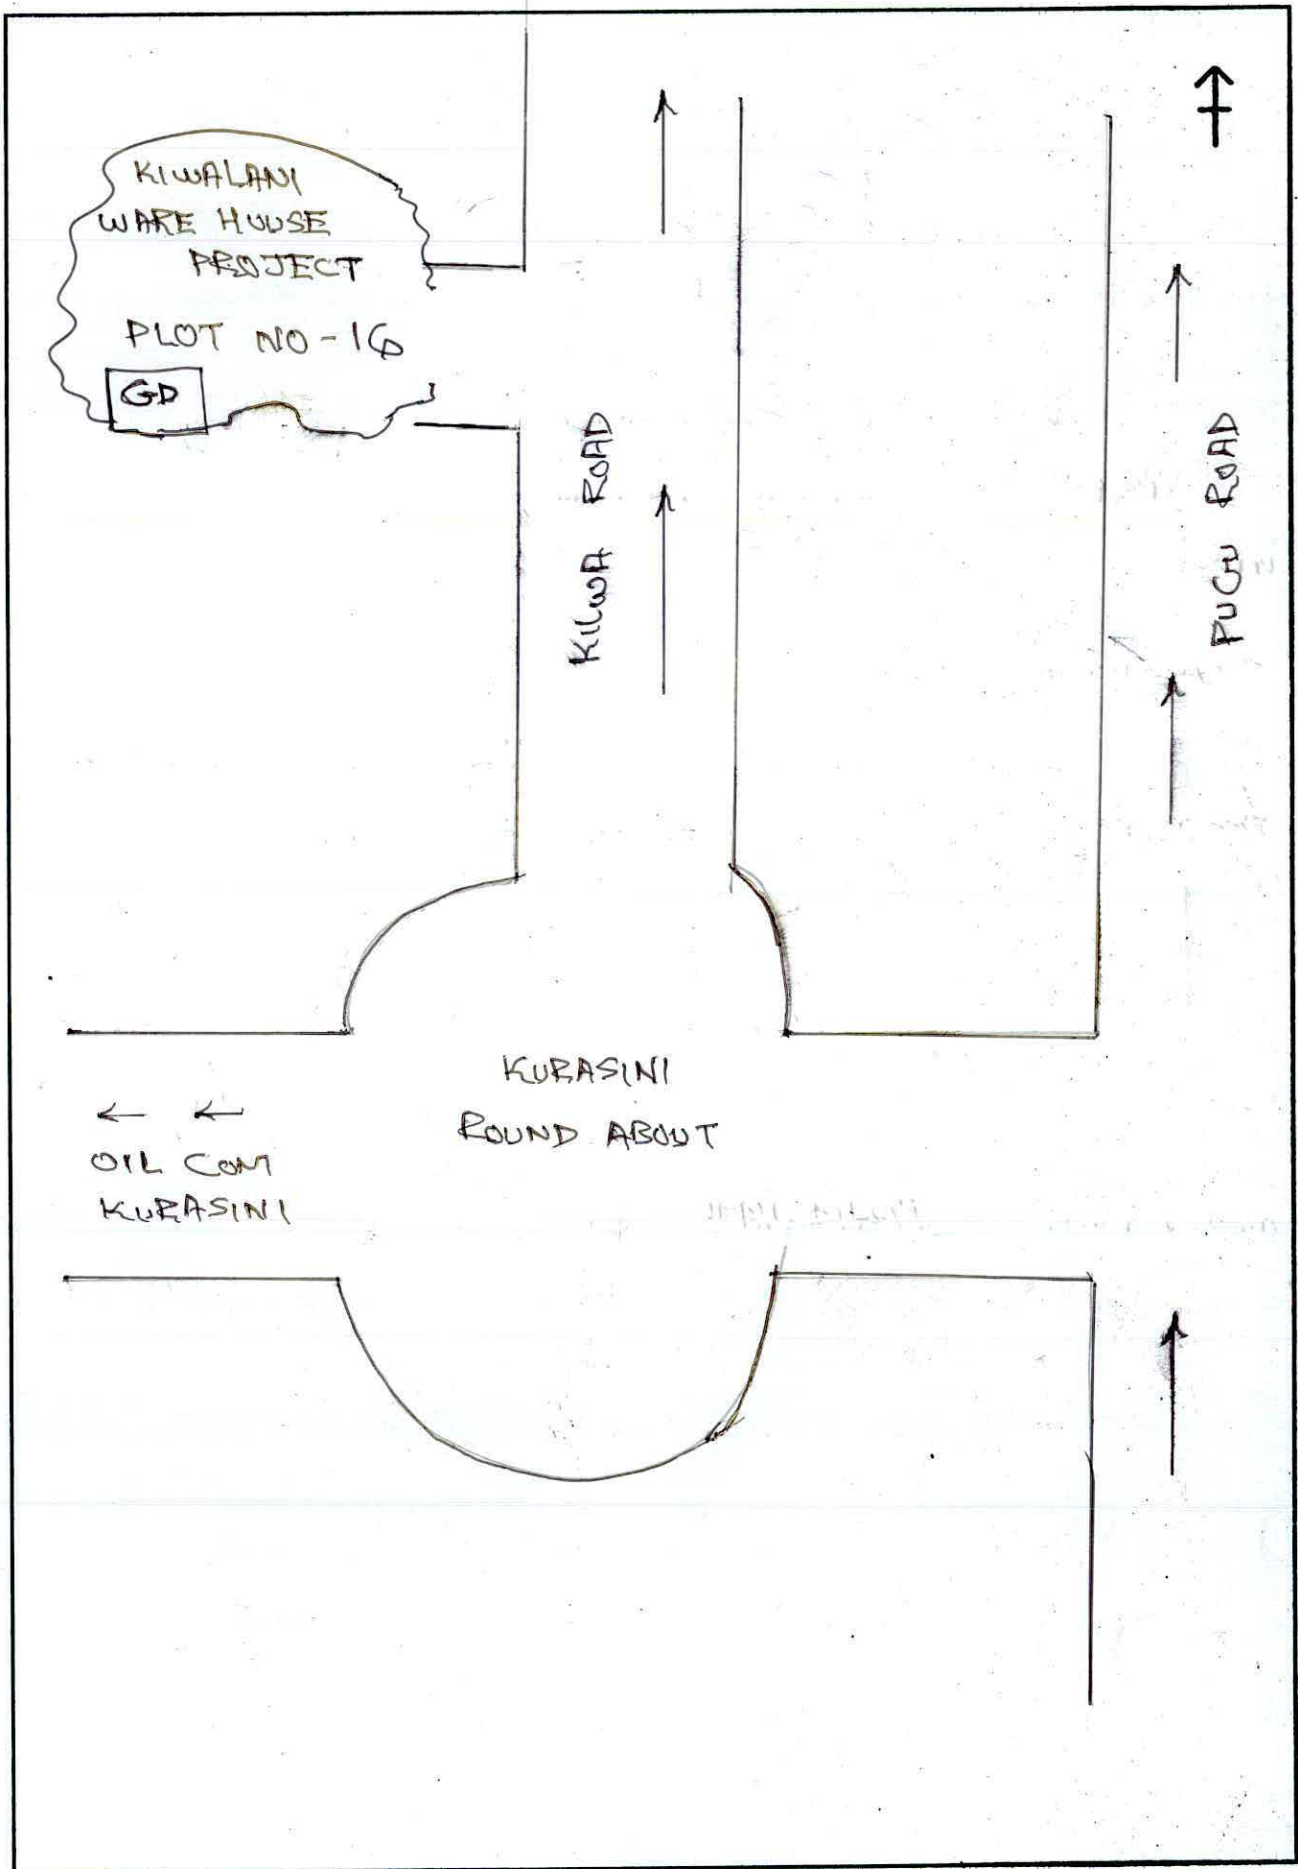 KIWALANI
WARE HOUSE
PROJECT
PLOT NO - 16
GD
KILWA ROAD
PUGU ROAD
KURASINI
ROUND ABOUT
OIL COM
KURASINI